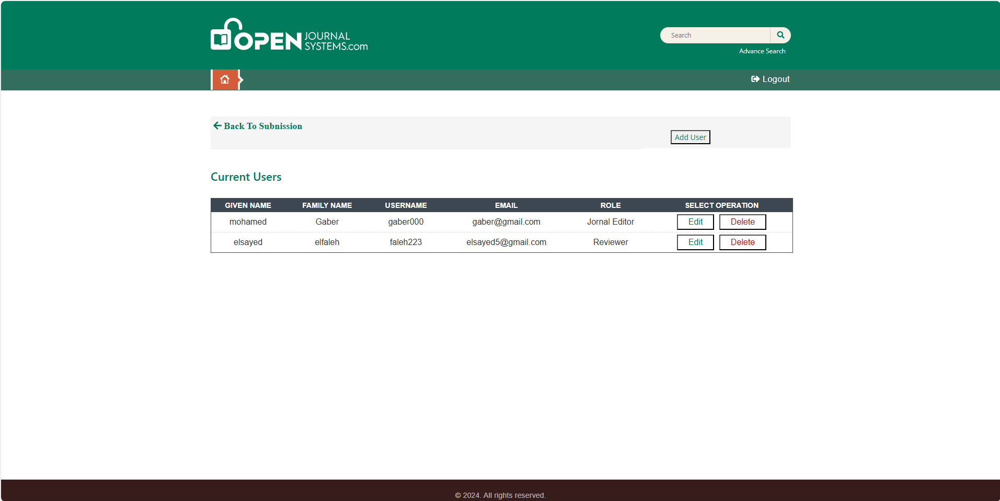 OPEN JOURNAL SYSTEMS.com
Search
Advance Search
Logout
Back To Subnission
Add User
Current Users
GIVEN NAME FAMILY NAME USERNAME EMAIL ROLE SELECT OPERATION
mohamed Gaber gaber000 gaber@gmail.com Jornal Editor Edit Delete
elsayed elfaleh faleh223 elsayed5@gmail.com Reviewer Edit Delete
© 2024. All rights reserved.